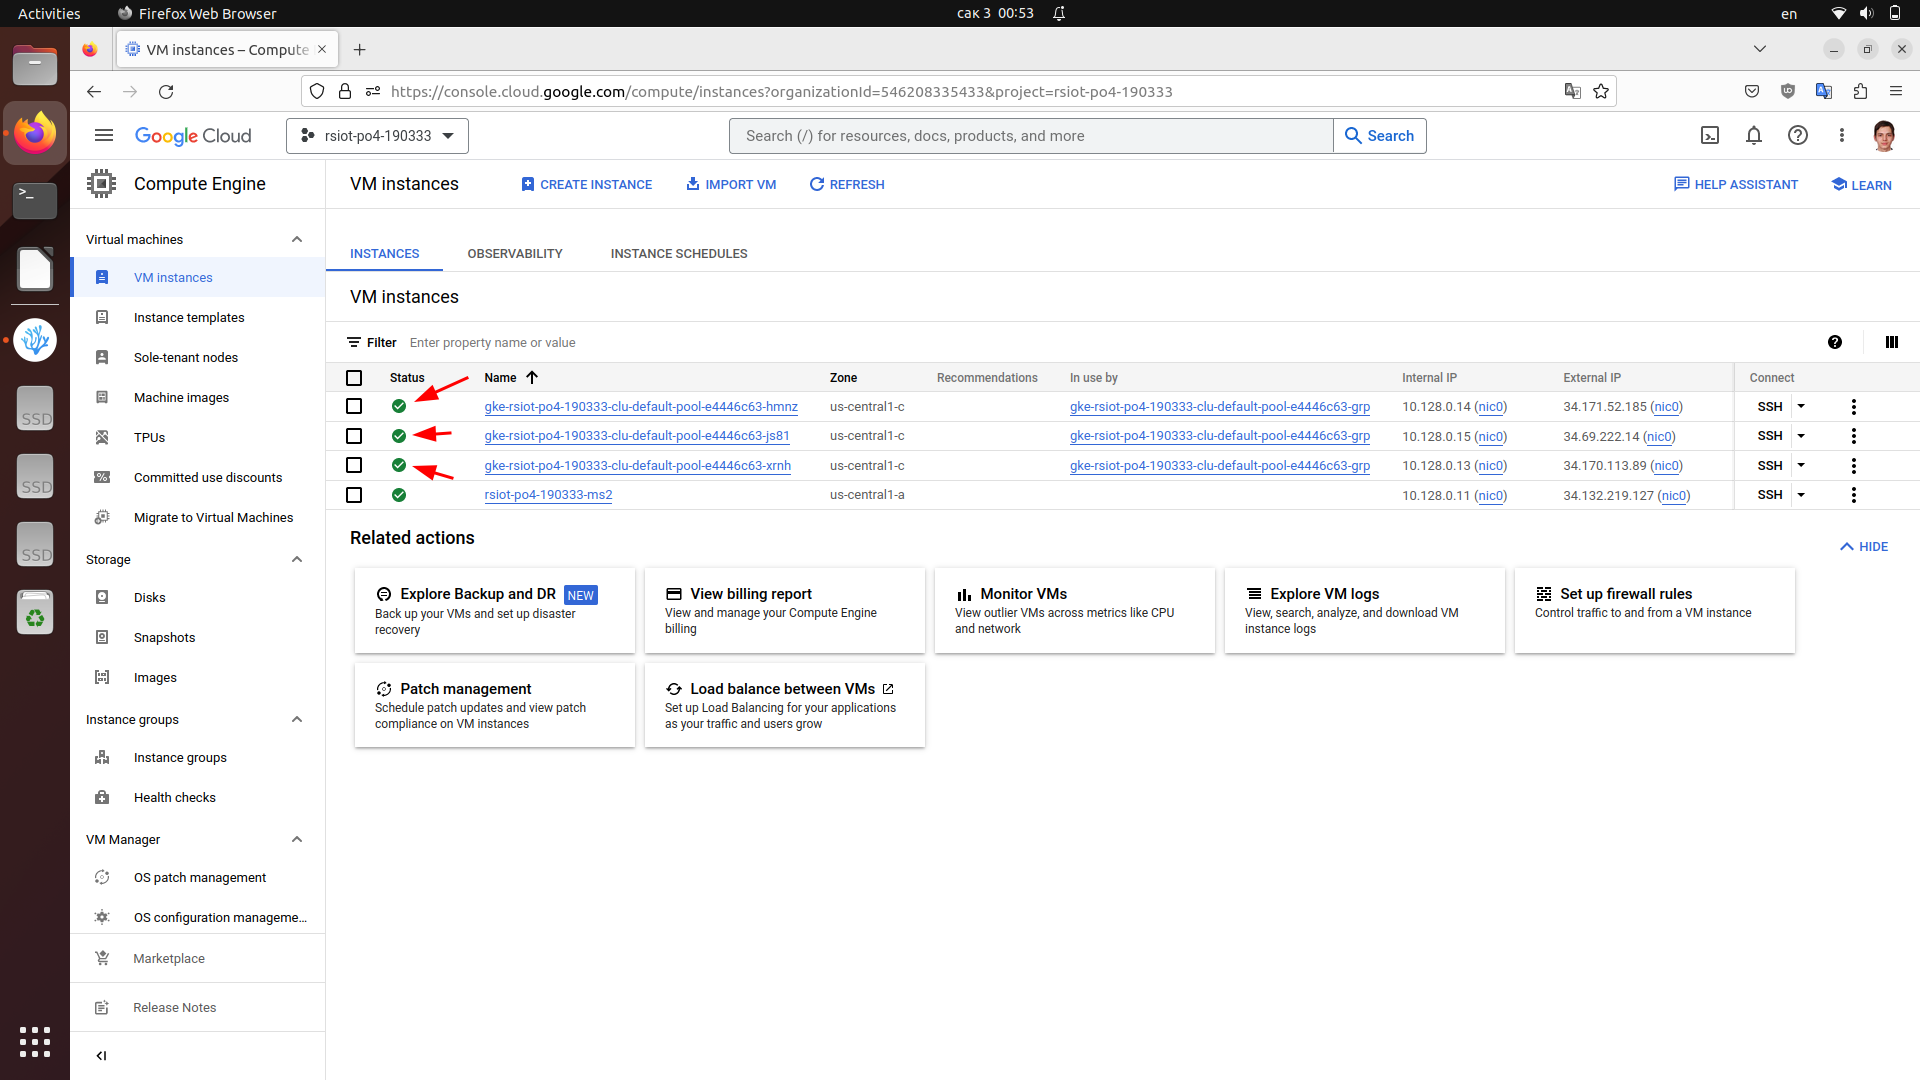 Activities
Firefox Web Browser
сак 3 00:53
en
VM instances – Compute
https://console.cloud.google.com/compute/instances?organizationId=546208335433&project=rsiot-po4-190333
Google Cloud
rsiot-po4-190333
Search (/) for resources, docs, products, and more
Search
Compute Engine
VM instances
CREATE INSTANCE
IMPORT VM
REFRESH
HELP ASSISTANT
LEARN
Virtual machines
VM instances
Instance templates
Sole-tenant nodes
Machine images
TPUs
Committed use discounts
Migrate to Virtual Machines
Storage
Disks
Snapshots
Images
Instance groups
Instance groups
Health checks
VM Manager
OS patch management
OS configuration manageme…
Marketplace
Release Notes
SSD
SSD
SSD
INSTANCES OBSERVABILITY INSTANCE SCHEDULES
VM instances
Filter Enter property name or value
Status Name Zone Recommendations In use by Internal IP External IP Connect
gke-rsiot-po4-190333-clu-default-pool-e4446c63-hmnz us-central1-c gke-rsiot-po4-190333-clu-default-pool-e4446c63-grp 10.128.0.14 (nic0) 34.171.52.185 (nic0) SSH
gke-rsiot-po4-190333-clu-default-pool-e4446c63-js81 us-central1-c gke-rsiot-po4-190333-clu-default-pool-e4446c63-grp 10.128.0.15 (nic0) 34.69.222.14 (nic0) SSH
gke-rsiot-po4-190333-clu-default-pool-e4446c63-xrnh us-central1-c gke-rsiot-po4-190333-clu-default-pool-e4446c63-grp 10.128.0.13 (nic0) 34.170.113.89 (nic0) SSH
rsiot-po4-190333-ms2 us-central1-a 10.128.0.11 (nic0) 34.132.219.127 (nic0) SSH
Related actions
HIDE
Explore Backup and DR NEW
Back up your VMs and set up disaster
recovery
View billing report
View and manage your Compute Engine
billing
Monitor VMs
View outlier VMs across metrics like CPU
and network
Explore VM logs
View, search, analyze, and download VM
instance logs
Set up firewall rules
Control traffic to and from a VM instance
Patch management
Schedule patch updates and view patch
compliance on VM instances
Load balance between VMs
Set up Load Balancing for your applications
as your traffic and users grow